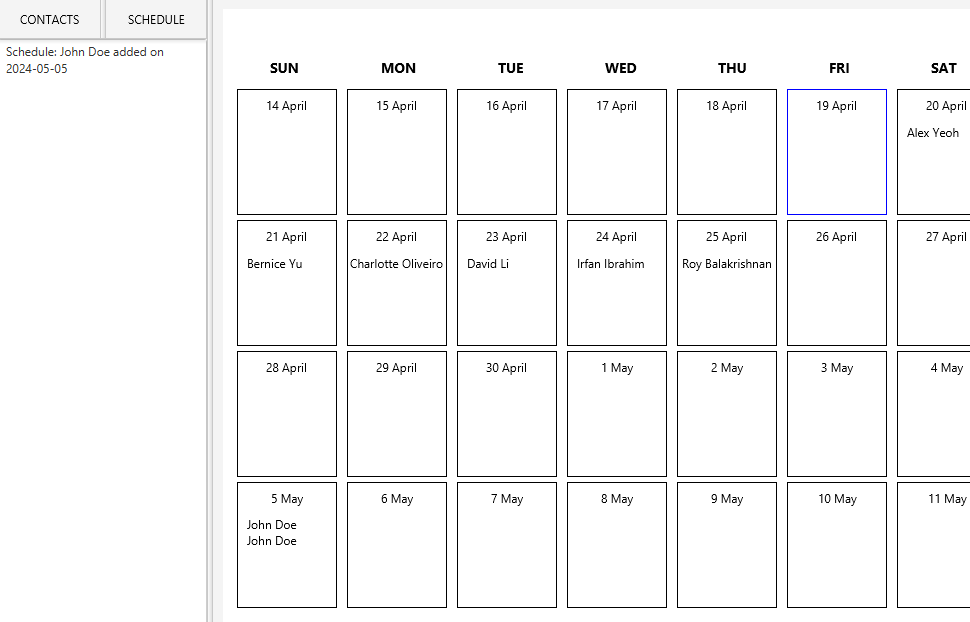 CONTACTS
SCHEDULE
Schedule: John Doe added on
2024-05-05
SUN MON TUE WED THU FRI SAT
14 April 15 April 16 April 17 April 18 April 19 April 20 April
Alex Yeoh
21 April 22 April 23 April 24 April 25 April 26 April 27 April
Bernice Yu Charlotte Oliveiro David Li Irfan Ibrahim Roy Balakrishnan
28 April 29 April 30 April 1 May 2 May 3 May 4 May
5 May 6 May 7 May 8 May 9 May 10 May 11 May
John Doe
John Doe